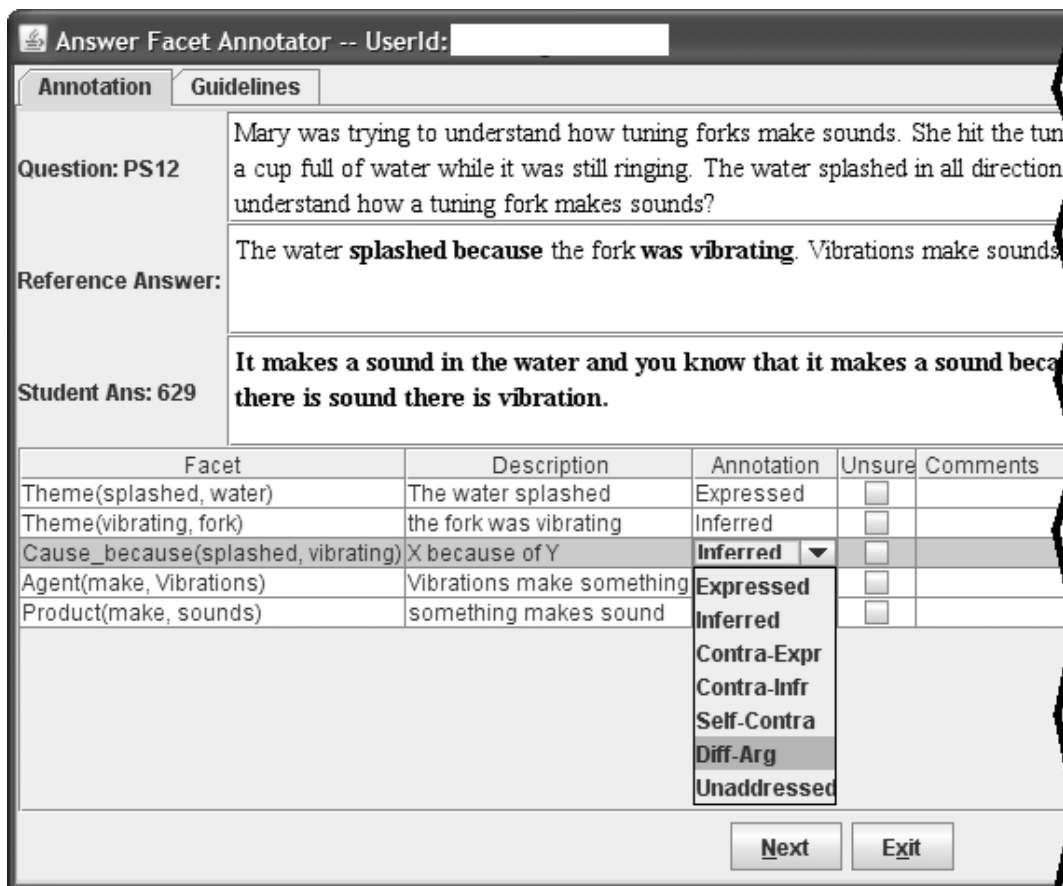 Answer Facet Annotator -- UserId:
Annotation Guidelines
Question: PS12
Mary was trying to understand how tuning forks make sounds. She hit the
a cup full of water while it was still ringing. The water splashed in all
understand how a tuning fork makes sounds?
Reference Answer:
The water splashed because the fork was vibrating. Vibrations make sounds
Student Ans: 629
It makes a sound in the water and you know that it makes a sound
there is sound there is vibration.
Facet Description Annotation Unsure Comments
Theme(splashed, water) The water splashed Expressed
Theme(vibrating, fork) the fork was vibrating Inferred
Cause_because(splashed, vibrating) X because of Y Inferred
Agent(make, Vibrations) Vibrations make something
Product(make, sounds) something makes sound
Expressed
Inferred
Contra-Expr
Contra-Infr
Self-Contra
Diff-Arg
Unaddressed
Next Exit